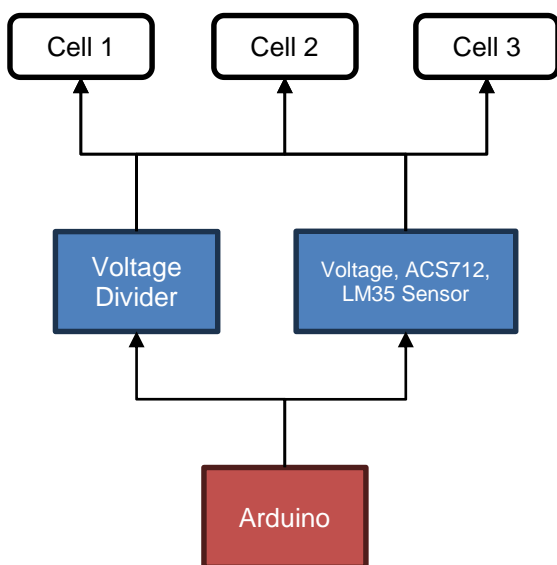 Cell 1
Cell 2
Cell 3
Voltage
Divider
Voltage, ACS712,
LM35 Sensor
Arduino